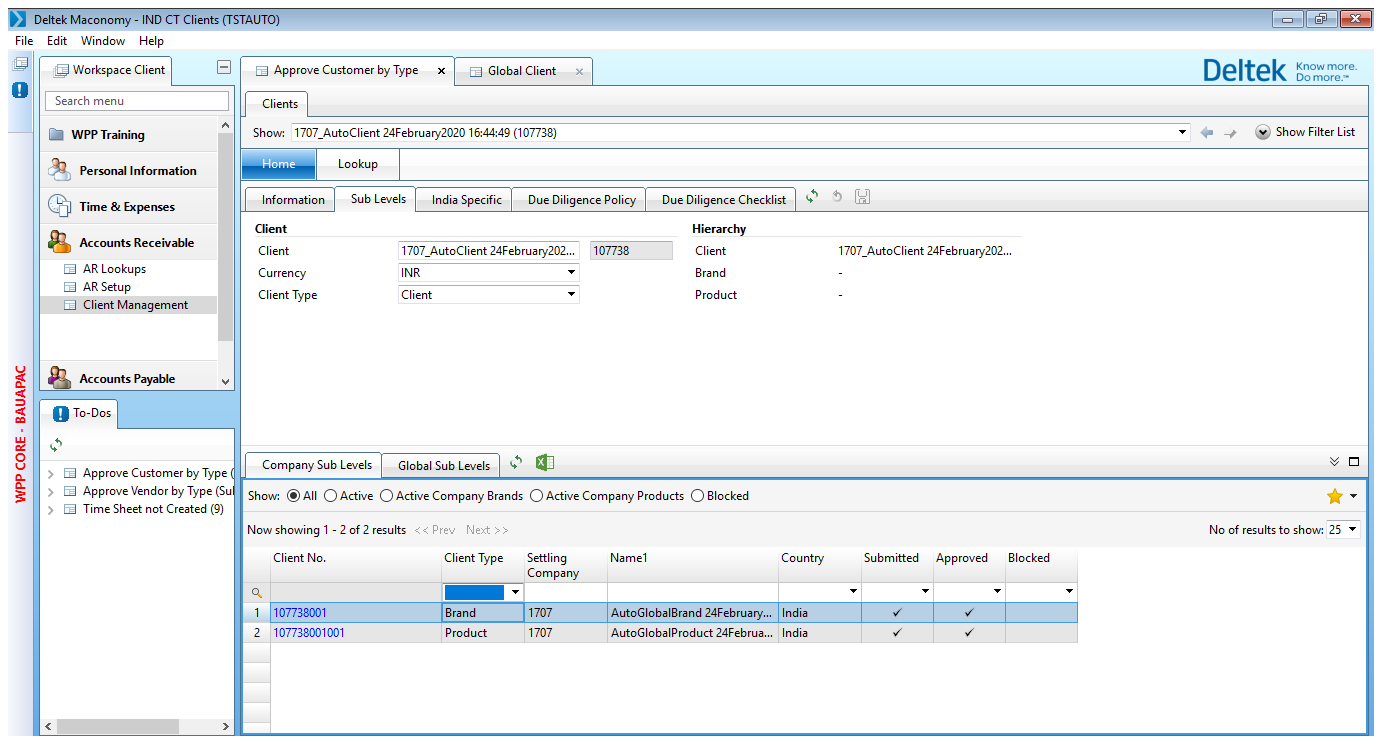 Deltek Maconomy - IND CT Clients (TSTAUTO)
File Edit Window Help
Workspace Client
Approve Customer by Type x
Global Client x
Deltek Know more. Do more.™
Search menu
WPP Training
Personal Information
Time & Expenses
Accounts Receivable
AR Lookups
AR Setup
Client Management
Accounts Payable
WPP CORE - BAUAPAC
To-Dos
Approve Customer by Type (
Approve Vendor by Type (Sul
Time Sheet not Created (9)
Clients
Show: 1707_AutoClient 24February2020 16:44:49 (107738) Show Filter List
Home Lookup
Information Sub Levels India Specific Due Diligence Policy Due Diligence Checklist
Client Hierarchy
Client 1707_AutoClient 24February202... 107738 Client 1707_AutoClient 24February202...
Currency INR Brand -
Client Type Client Product -
Company Sub Levels Global Sub Levels
Show: All Active Active Company Brands Active Company Products Blocked
Now showing 1 - 2 of 2 results << Prev Next >> No of results to show: 25
Client No. Client Type Settling Company Name1 Country Submitted Approved Blocked
1 107738001 Brand 1707 AutoGlobalBrand 24February... India ✓ ✓
2 107738001001 Product 1707 AutoGlobalProduct 24Februa... India ✓ ✓